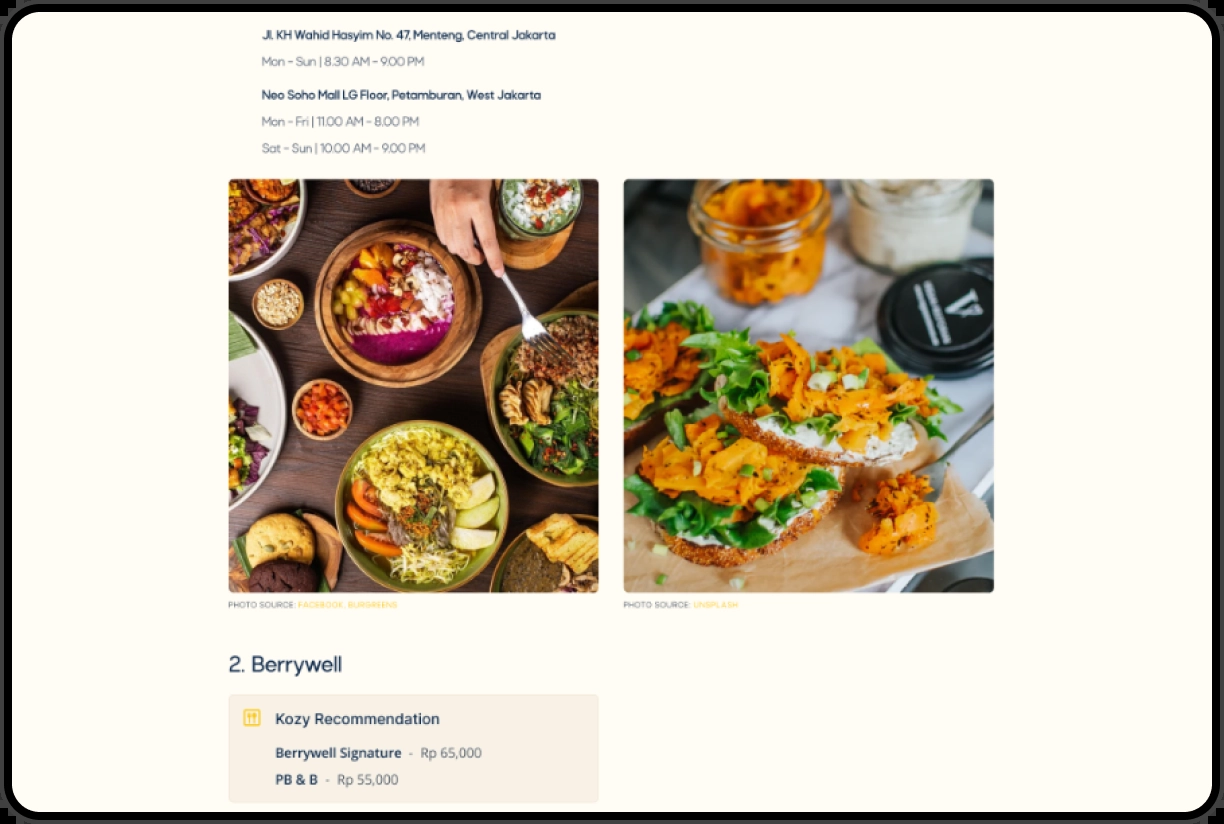 Jl. KH Wahid Hasyim No. 47, Menteng, Central Jakarta
Mon – Sun | 8.30 AM – 9.00 PM
Neo Soho Mall LG Floor, Petamburan, West Jakarta
Mon – Fri | 11.00 AM – 8.00 PM
Sat – Sun | 10.00 AM – 9.00 PM
PHOTO SOURCE: FACEBOOK, BURGREENS
PHOTO SOURCE: UNSPLASH
2. Berrywell
Kozy Recommendation
Berrywell Signature - Rp 65,000
PB & B - Rp 55,000